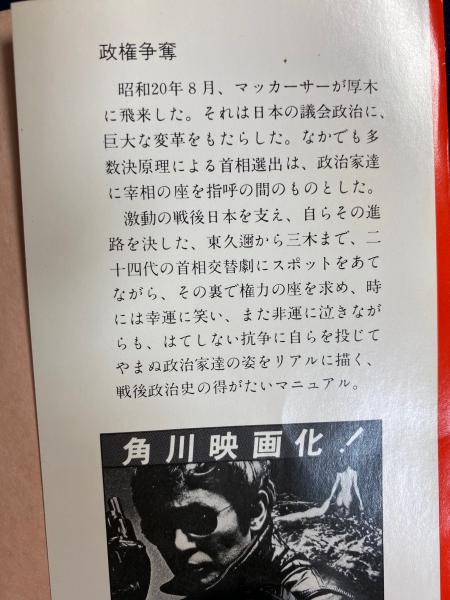 政権争奪
昭和20年8月、マッカーサーが厚木
に飛来した。それは日本の議会政治に、
巨大な変革をもたらした。なかでも多
数決原理による首相選出は、政治家達
に宰相の座を指呼の間のものとした。
激動の戦後日本を支え、自らその進
路を決した、東久邇から三木まで、二
十四代の首相交替劇にスポットをあて
ながら、その裏で権力の座を求め、時
には幸運に笑い、また非運に泣きなが
らも、はてしない抗争に自らを投じて
やまぬ政治家達の姿をリアルに描く、
戦後政治史の得がたいマニュアル。
角川映画化！